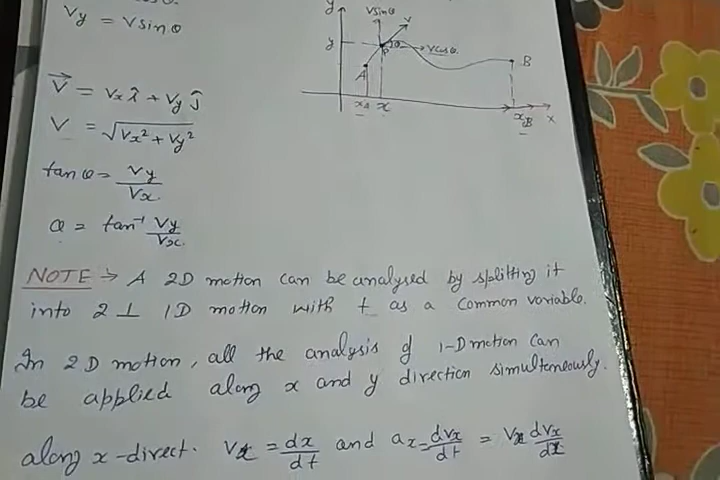 Vy = Vsinθ
y
Vsinθ
V
y
P
θ
Vcosθ
A
B
xA x
xB
x
V⃗ = Vx î + Vy ĵ
V = √(Vx² + Vy²)
tanθ = Vy/Vx
θ = tan⁻¹ Vy/Vx
NOTE → A 2D motion can be analysed by splitting it
into 2 ⊥ 1D motion with t as a common variable.
In 2D motion, all the analysis of 1-D motion can
be applied along x and y direction simultaneously.
along x-direct. Vx = dx/dt and ax = dvx/dt = Vx dvx/dx